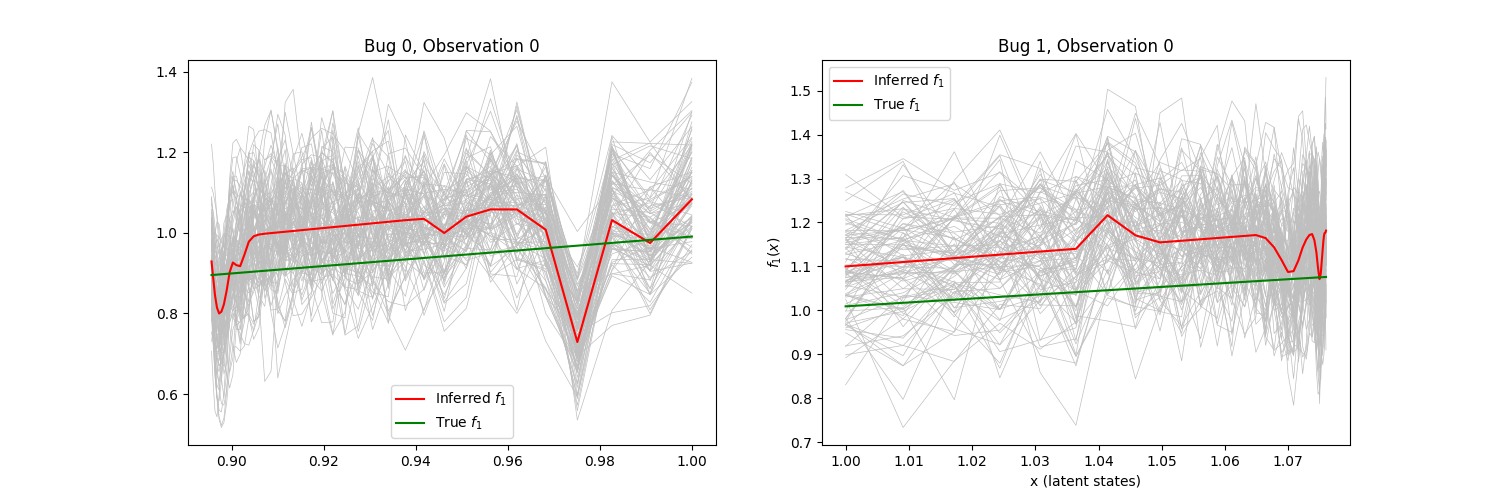 Bug 0, Observation 0
1.4
1.2
1.0
0.8
0.6
Inferred f₁
True f₁
0.90 0.92 0.94 0.96 0.98 1.00
Bug 1, Observation 0
Inferred f₁
True f₁
1.5
1.4
1.3
1.2
1.1
1.0
0.9
0.8
0.7
f₁(x)
1.00 1.01 1.02 1.03 1.04 1.05 1.06 1.07
x (latent states)